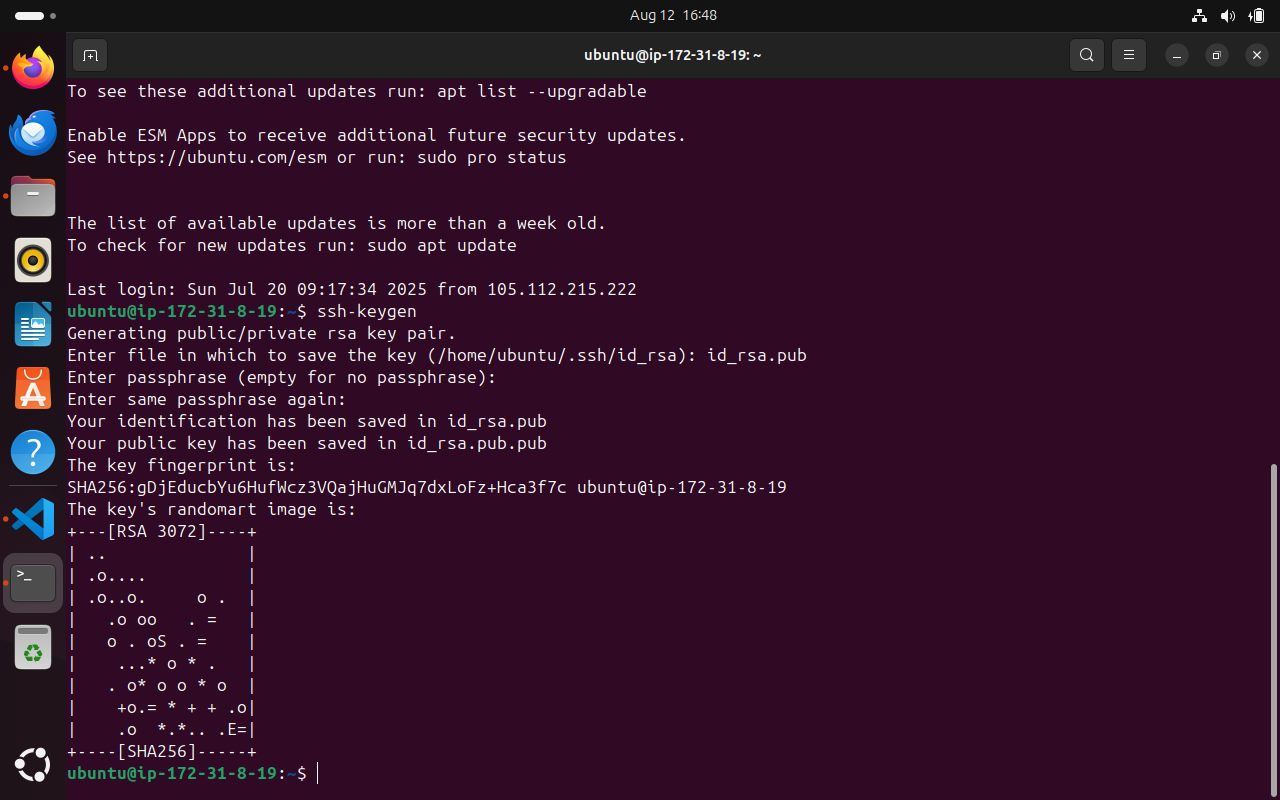 Aug 12 16:48
ubuntu@ip-172-31-8-19: ~
To see these additional updates run: apt list --upgradable
Enable ESM Apps to receive additional future security updates.
See https://ubuntu.com/esm or run: sudo pro status
The list of available updates is more than a week old.
To check for new updates run: sudo apt update
Last login: Sun Jul 20 09:17:34 2025 from 105.112.215.222
ubuntu@ip-172-31-8-19:~$ ssh-keygen
Generating public/private rsa key pair.
Enter file in which to save the key (/home/ubuntu/.ssh/id_rsa): id_rsa.pub
Enter passphrase (empty for no passphrase):
Enter same passphrase again:
Your identification has been saved in id_rsa.pub
Your public key has been saved in id_rsa.pub.pub
The key fingerprint is:
SHA256:gDjEducbYu6HufWcz3VQajHuGMJq7dxLoFz+Hca3f7c ubuntu@ip-172-31-8-19
The key's randomart image is:
+---[RSA 3072]----+
| ..              |
| .o....          |
| .o..o.     o .  |
|   .o oo   . =   |
|   o . oS . =    |
|    ...* o * .   |
|   . o* o o * o  |
|    +o.= * + + .o|
|    .o  *.*.. .E=|
+----[SHA256]-----+
ubuntu@ip-172-31-8-19:~$